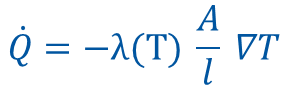 Q̇ = −λ(T) A/l ∇T